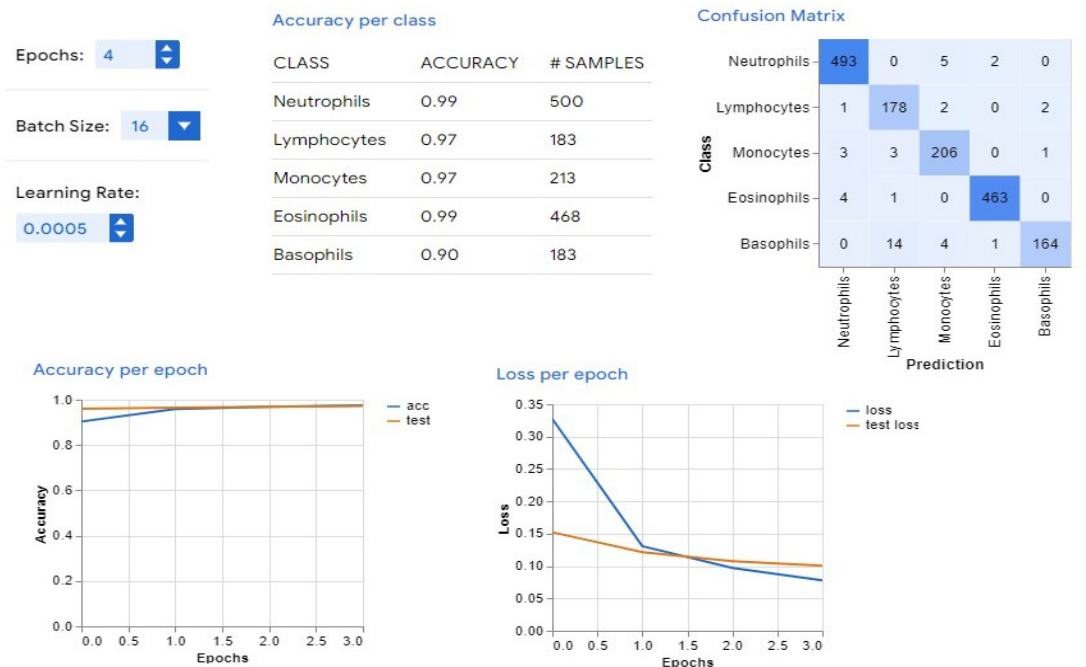 Epochs: 4
Batch Size: 16
Learning Rate:
0.0005
Accuracy per class
CLASS ACCURACY # SAMPLES
Neutrophils 0.99 500
Lymphocytes 0.97 183
Monocytes 0.97 213
Eosinophils 0.99 468
Basophils 0.90 183
Confusion Matrix
Class
Neutrophils 493 0 5 2 0
Lymphocytes 1 178 2 0 2
Monocytes 3 3 206 0 1
Eosinophils 4 1 0 463 0
Basophils 0 14 4 1 164
Neutrophils Lymphocytes Monocytes Eosinophils Basophils
Prediction
Accuracy per epoch
Accuracy
1.0
0.8
0.6
0.4
0.2
0.0
0.0 0.5 1.0 1.5 2.0 2.5 3.0
Epochs
acc
test
Loss per epoch
Loss
0.35
0.30
0.25
0.20
0.15
0.10
0.05
0.00
0.0 0.5 1.0 1.5 2.0 2.5 3.0
Epochs
loss
test loss